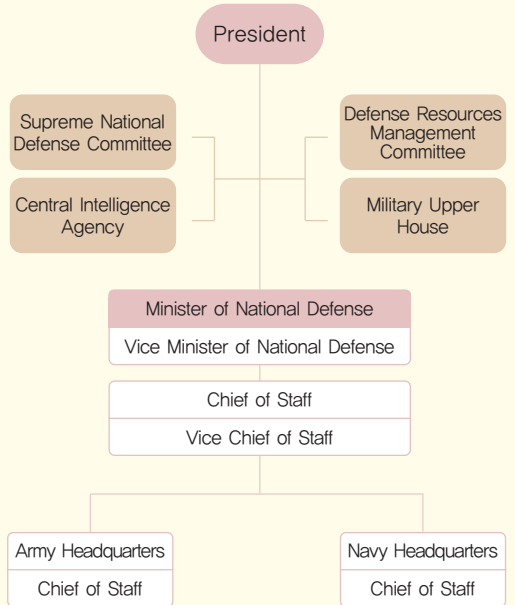 President
Supreme National
Defense Committee
Defense Resources
Management
Committee
Central Intelligence
Agency
Military Upper
House
Minister of National Defense
Vice Minister of National Defense
Chief of Staff
Vice Chief of Staff
Army Headquarters
Chief of Staff
Navy Headquarters
Chief of Staff